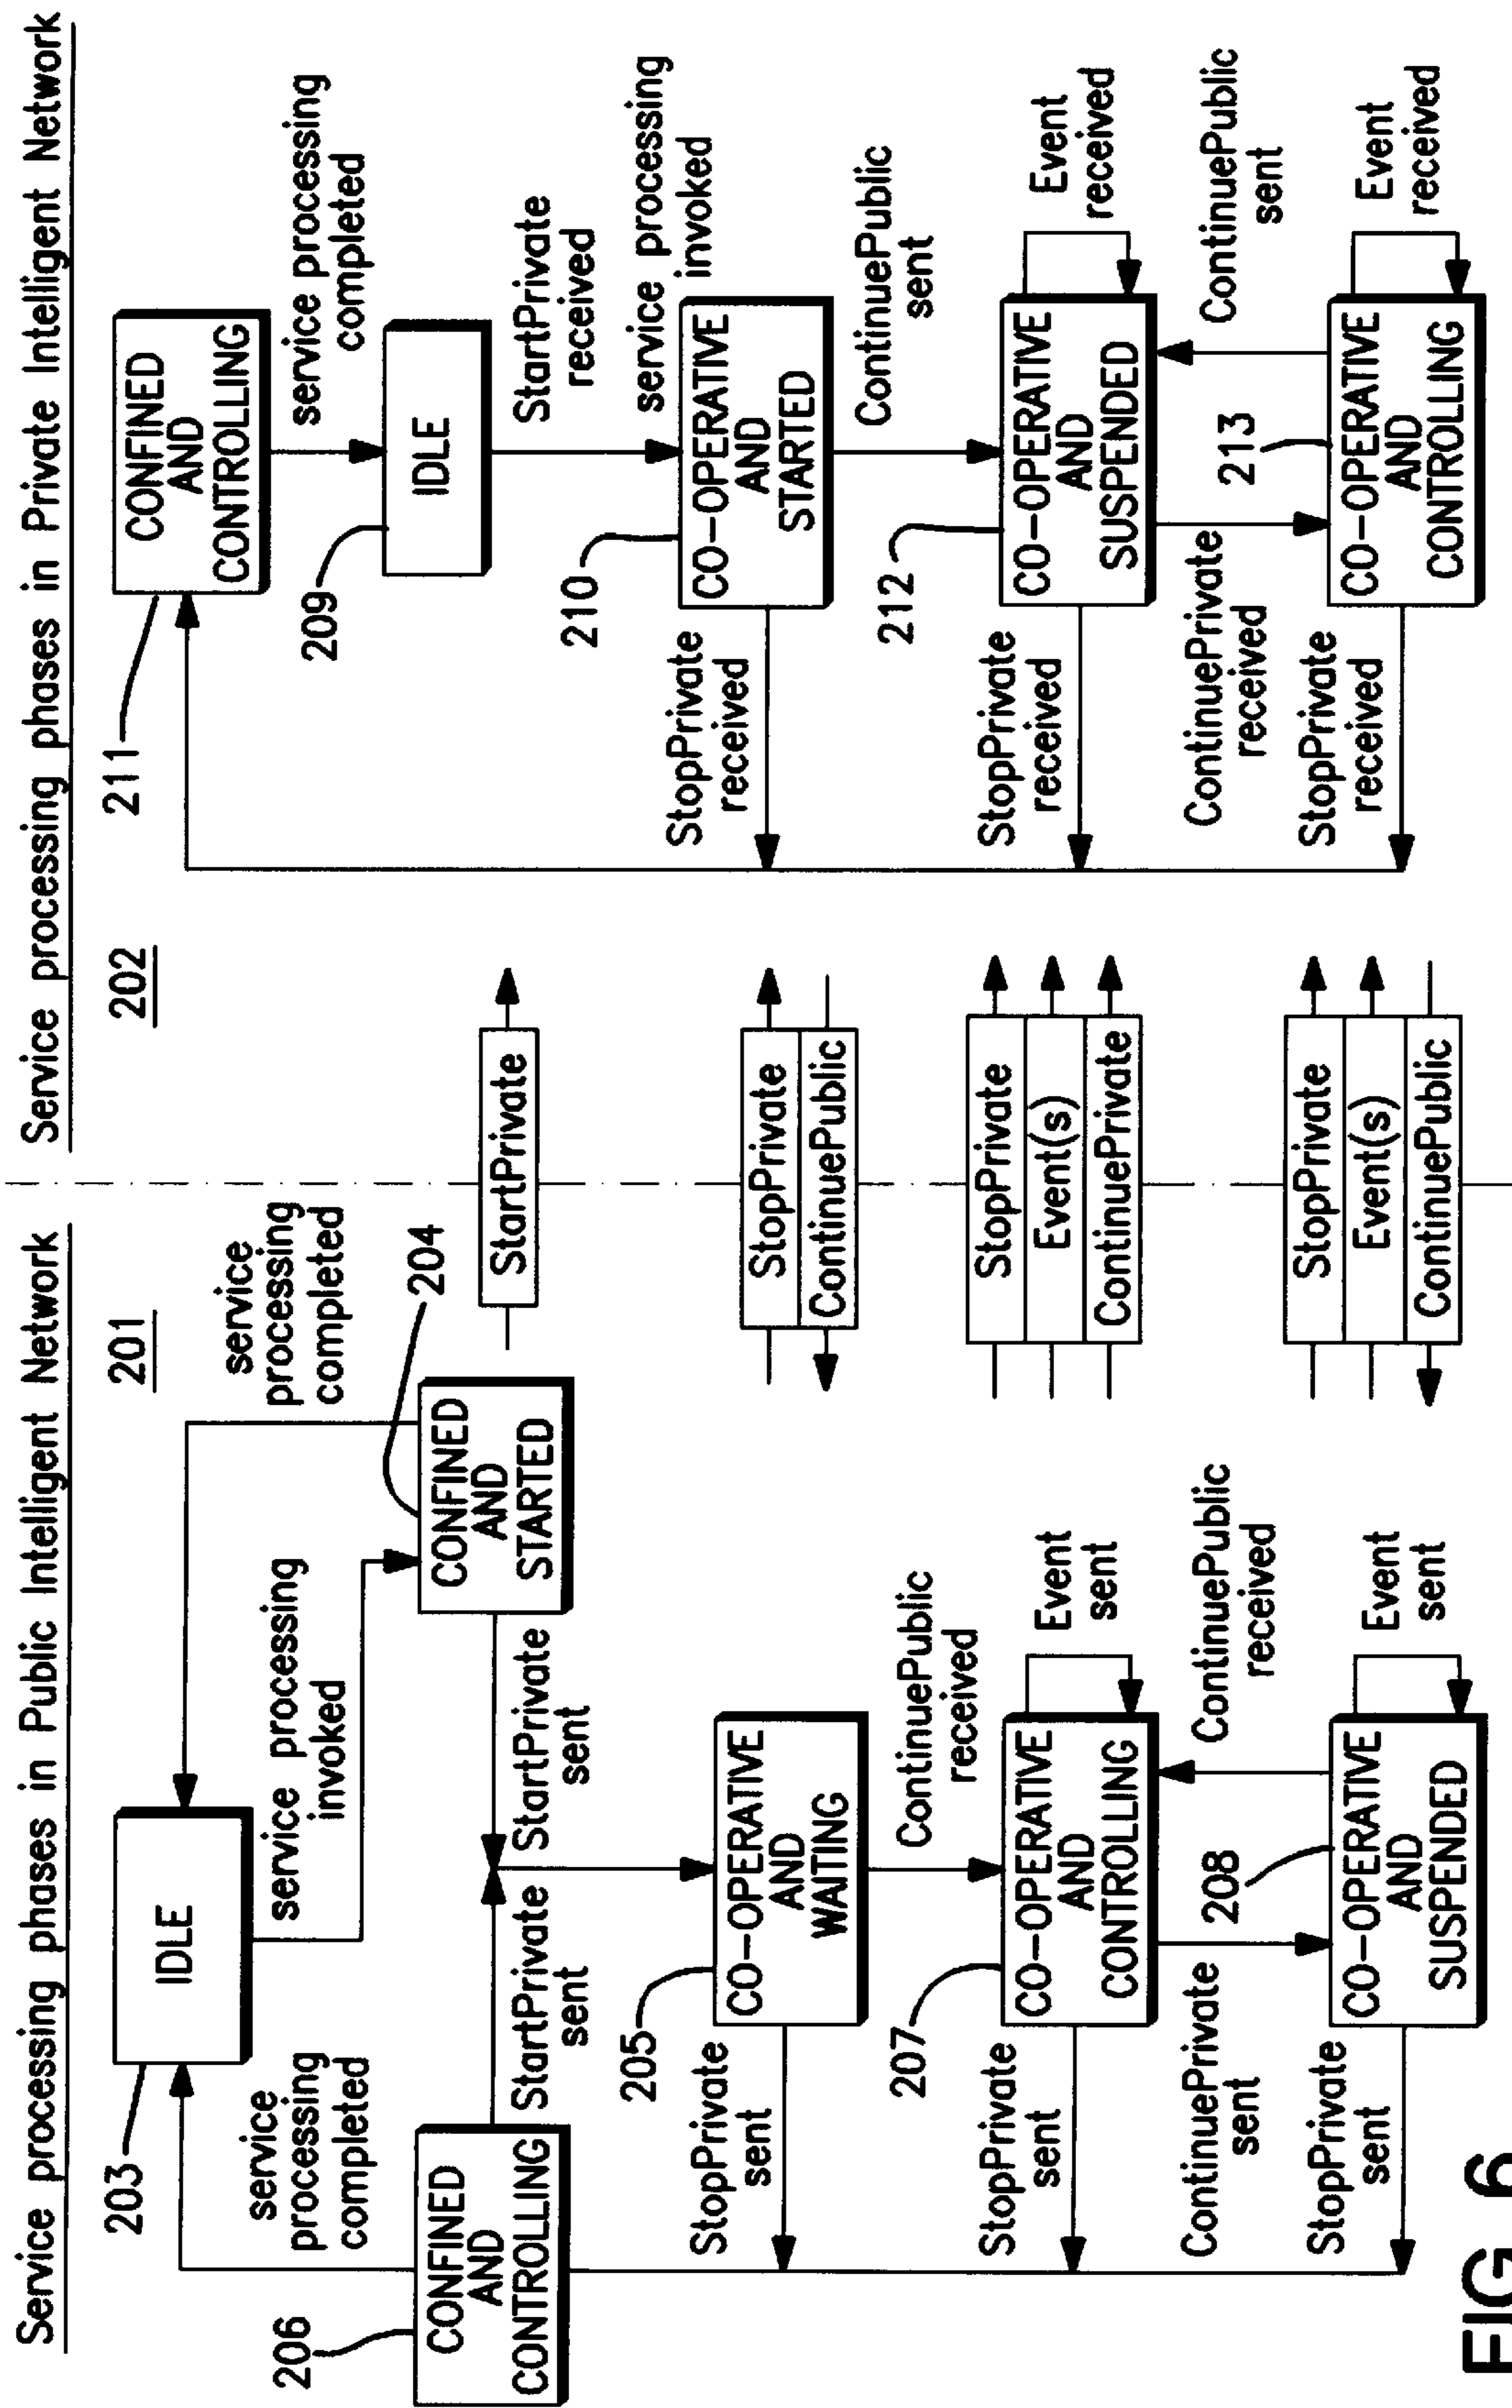 Service processing phases in Public Intelligent Network
201
203
IDLE
service
processing
completed
service processing
invoked
service
processing
completed
204
206
CONFINED
AND
CONTROLLING
CONFINED
AND
STARTED
StartPrivate
sent
StartPrivate
sent
205
CO-OPERATIVE
AND
WAITING
StopPrivate
sent
ContinuePublic
received
207
CO-OPERATIVE
AND
CONTROLLING
Event
sent
StopPrivate
sent
ContinuePrivate
sent
208
ContinuePublic
received
CO-OPERATIVE
AND
SUSPENDED
Event
sent
StopPrivate
sent
StartPrivate
StopPrivate
ContinuePublic
StopPrivate
Event(s)
ContinuePrivate
StopPrivate
Event(s)
ContinuePublic
Service processing phases in Private Intelligent Network
202
211
CONFINED
AND
CONTROLLING
service processing
completed
209
IDLE
StartPrivate
received
service processing
invoked
210
CO-OPERATIVE
AND
STARTED
StopPrivate
received
ContinuePublic
sent
212
CO-OPERATIVE
AND
SUSPENDED
Event
received
StopPrivate
received
ContinuePrivate
received
213
ContinuePublic
sent
CO-OPERATIVE
AND
CONTROLLING
Event
received
StopPrivate
received
FIG. 6